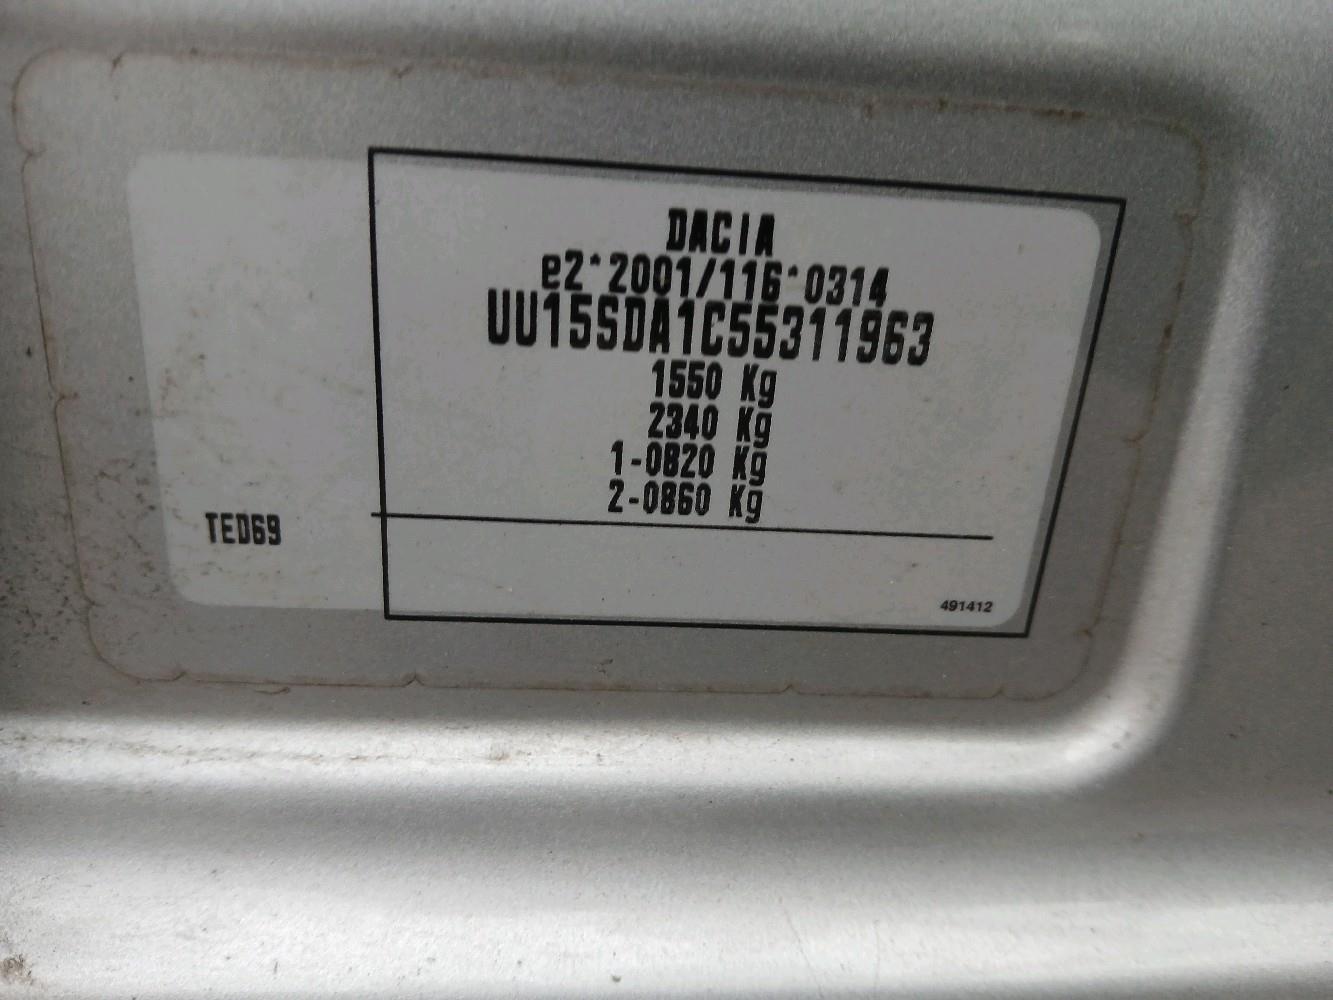 DACIA
e2*2001/116*0314
UU15SDA1C55311963
1550 Kg
2340 Kg
1-0820 Kg
2-0860 Kg
TED69
491412